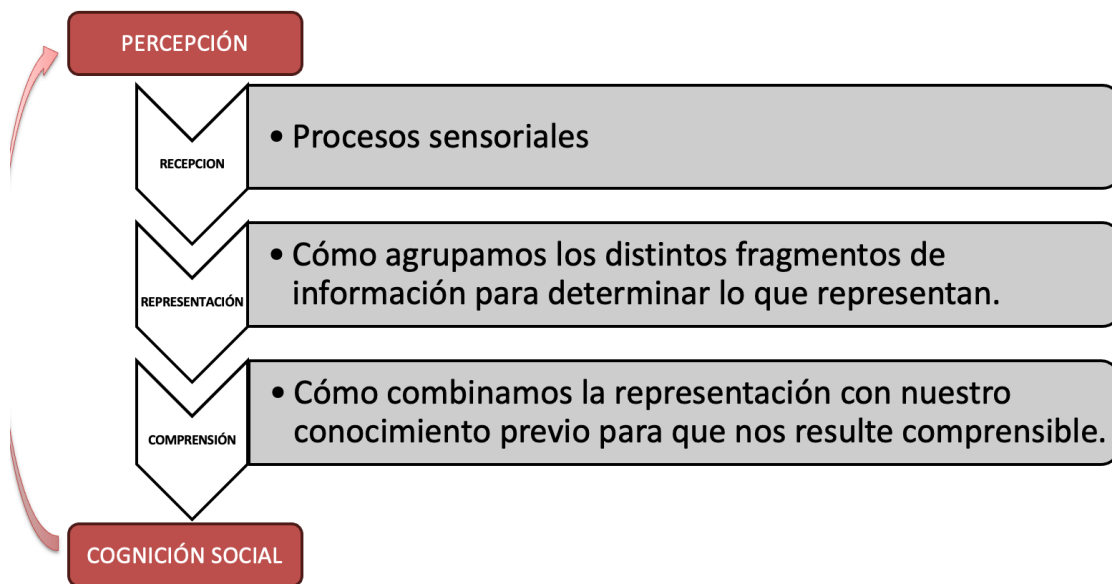 PERCEPCIÓN
RECEPCION
• Procesos sensoriales
REPRESENTACIÓN
• Cómo agrupamos los distintos fragmentos de
información para determinar lo que representan.
COMPRENSIÓN
• Cómo combinamos la representación con nuestro
conocimiento previo para que nos resulte comprensible.
COGNICIÓN SOCIAL